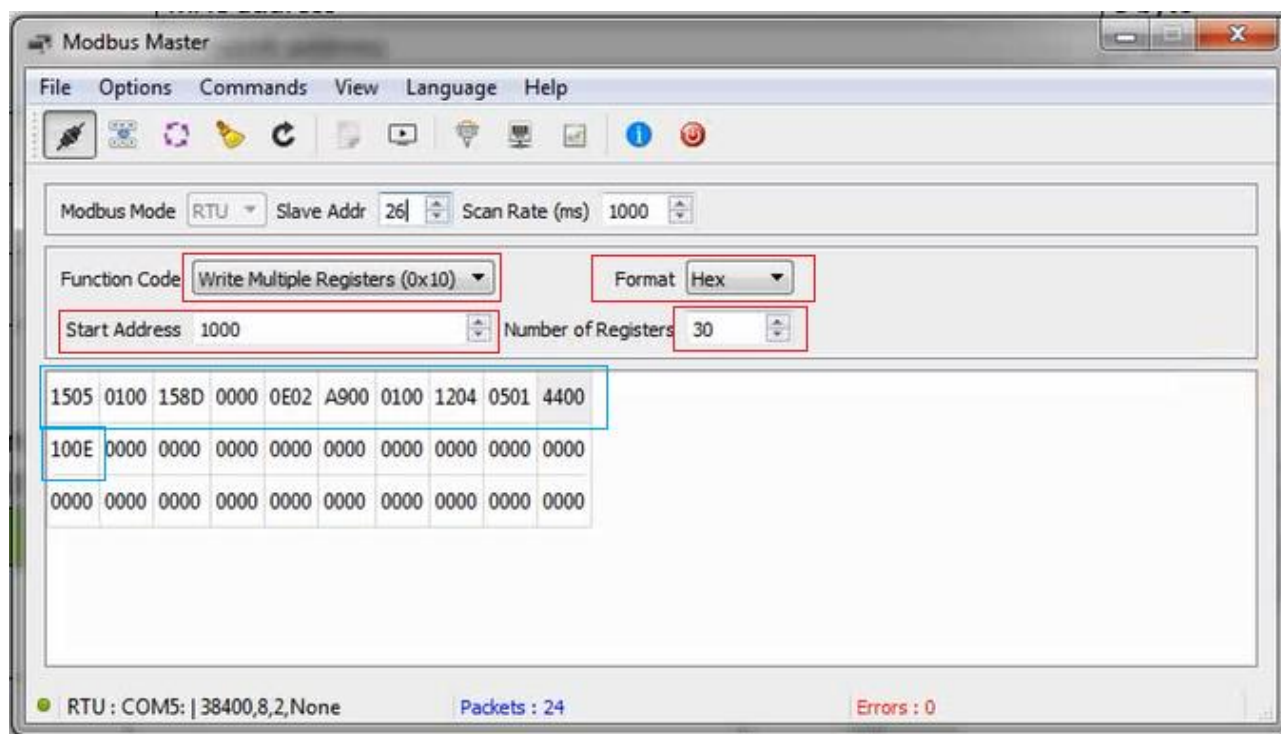 Modbus Master
File Options Commands View Language Help
Modbus Mode RTU Slave Addr 26 Scan Rate (ms) 1000
Function Code Write Multiple Registers (0x10) Format Hex
Start Address 1000 Number of Registers 30
1505 0100 158D 0000 0E02 A900 0100 1204 0501 4400
100E 0000 0000 0000 0000 0000 0000 0000 0000 0000
0000 0000 0000 0000 0000 0000 0000 0000 0000 0000
RTU : COM5: | 38400,8,2,None Packets : 24 Errors : 0